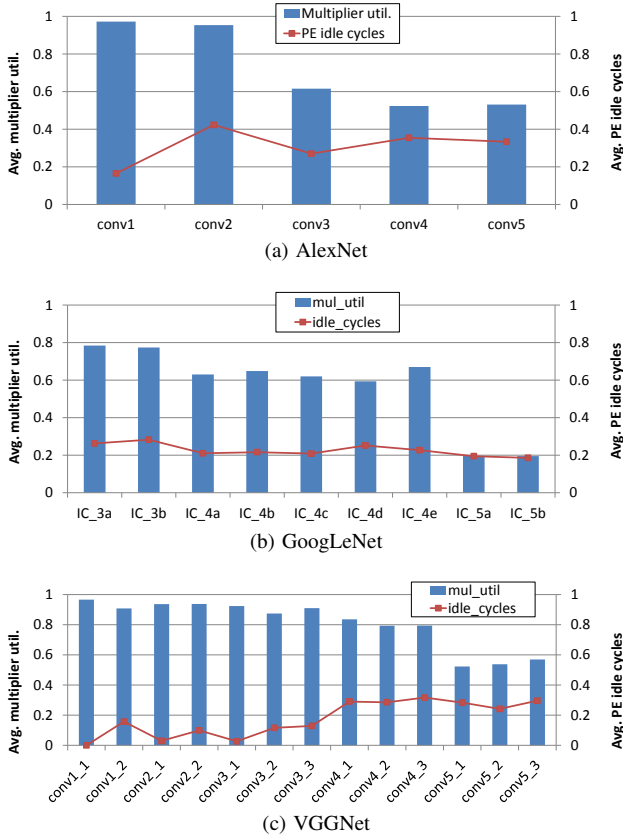 Multiplier util.
PE idle cycles
Avg. multiplier util.
Avg. PE idle cycles
1
0.8
0.6
0.4
0.2
0
1
0.8
0.6
0.4
0.2
0
conv1 conv2 conv3 conv4 conv5
(a) AlexNet
mul_util
idle_cycles
Avg. multiplier util.
Avg. PE idle cycles
1
0.8
0.6
0.4
0.2
0
1
0.8
0.6
0.4
0.2
0
IC_3a IC_3b IC_4a IC_4b IC_4c IC_4d IC_4e IC_5a IC_5b
(b) GoogLeNet
mul_util
idle_cycles
Avg. multiplier util.
Avg. PE idle cycles
1
0.8
0.6
0.4
0.2
0
1
0.8
0.6
0.4
0.2
0
conv1_1 conv1_2 conv2_1 conv2_2 conv3_1 conv3_2 conv3_3 conv4_1 conv4_2 conv4_3 conv5_1 conv5_2 conv5_3
(c) VGGNet